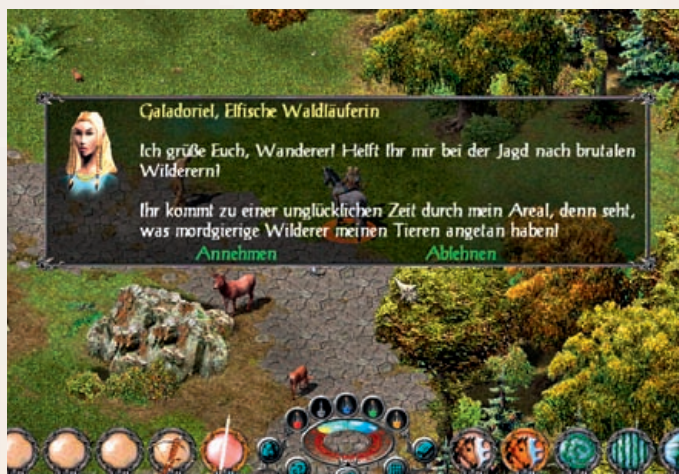 Galadoriel, Elfische Waldläuferin
Ich grüße Euch, Wanderer! Helft Ihr mir bei der Jagd nach brutalen
Wilderern?
Ihr kommt zu einer unglücklichen Zeit durch mein Areal, denn seht,
was mordgierige Wilderer meinen Tieren angetan haben!
Annehmen Ablehnen